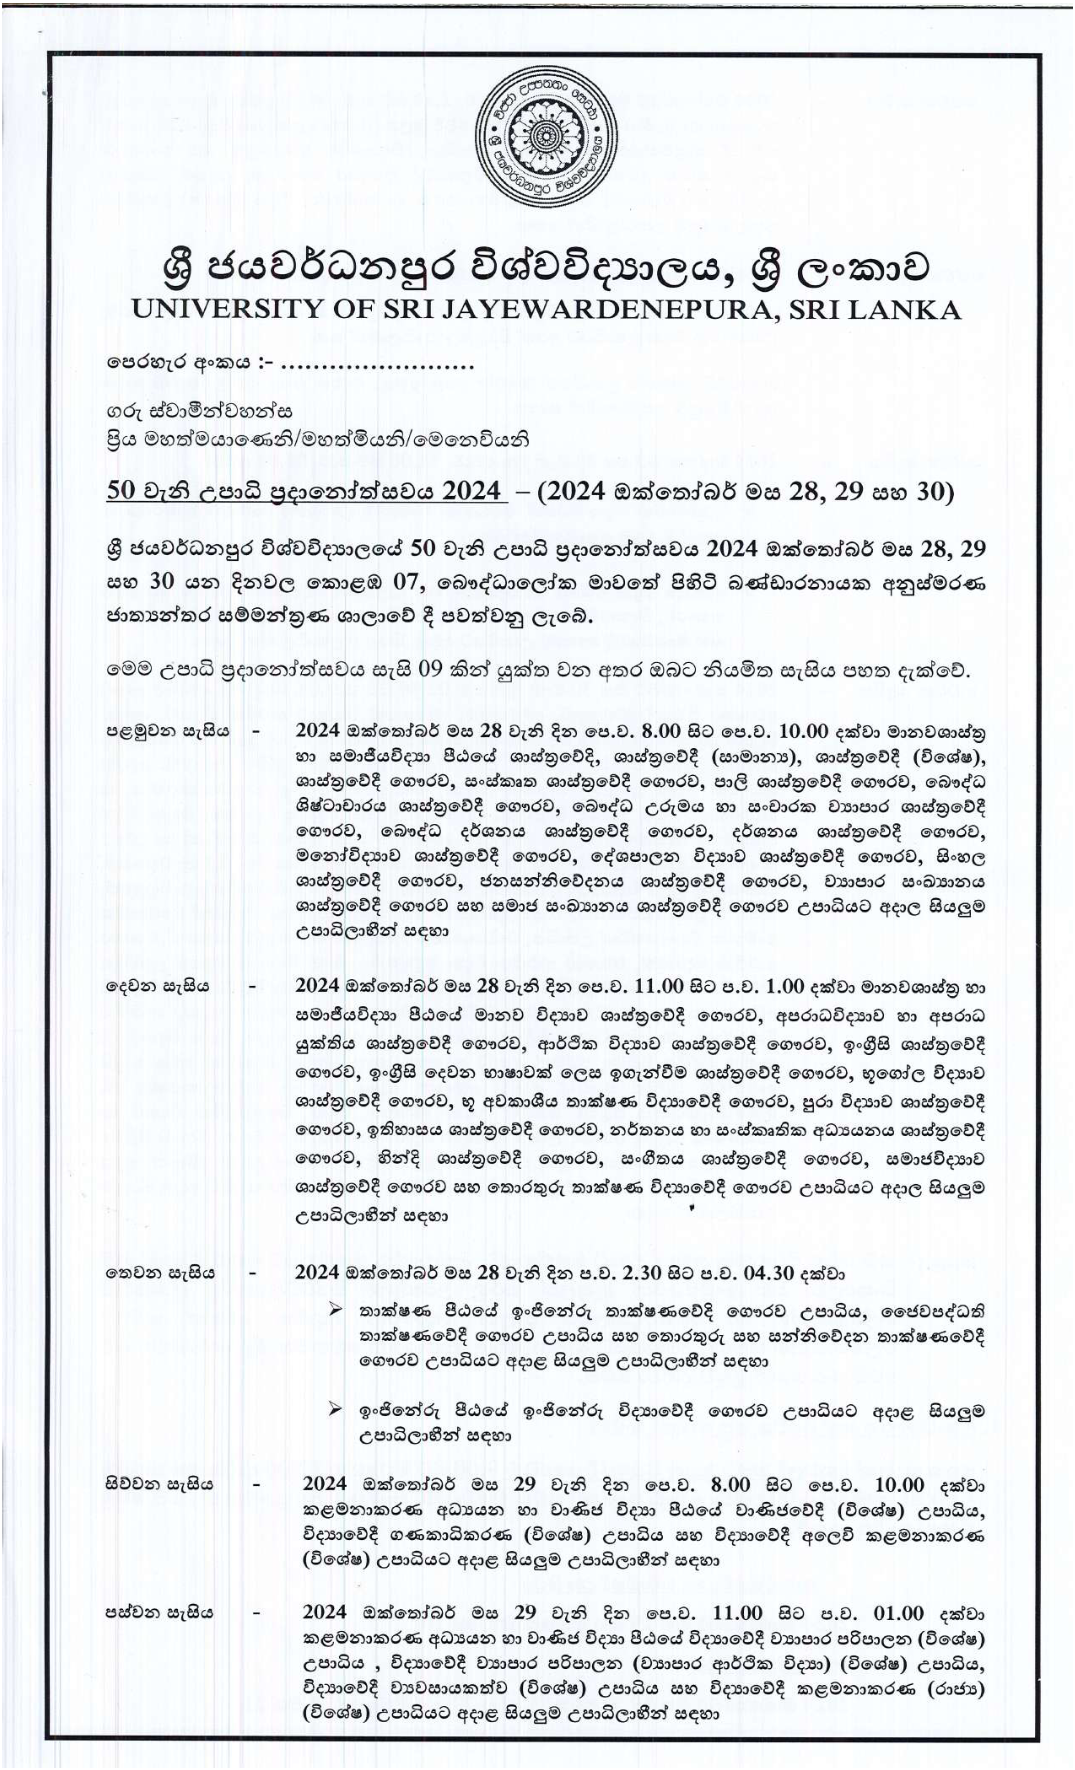 විජ්ජා උප්පතතං සෙට්ඨා
ශ්‍රී ජයවර්ධනපුර විශ්වවිද්‍යාලය
ශ්‍රී ජයවර්ධනපුර විශ්වවිද්‍යාලය, ශ්‍රී ලංකාව
UNIVERSITY OF SRI JAYEWARDENEPURA, SRI LANKA
පෙරහැර අංකය :- ........................
ගරු ස්වාමීන්වහන්ස
ප්‍රිය මහත්මයාණෙනි/මහත්මියනි/මෙනෙවියනි
50 වැනි උපාධි ප්‍රදානෝත්සවය 2024 – (2024 ඔක්තෝබර් මස 28, 29 සහ 30)
ශ්‍රී ජයවර්ධනපුර විශ්වවිද්‍යාලයේ 50 වැනි උපාධි ප්‍රදානෝත්සවය 2024 ඔක්තෝබර් මස 28, 29
සහ 30 යන දිනවල කොළඹ 07, බෞද්ධාලෝක මාවතේ පිහිටි බණ්ඩාරනායක අනුස්මරණ
ජාත්‍යන්තර සම්මන්ත්‍රණ ශාලාවේ දී පවත්වනු ලැබේ.
මෙම උපාධි ප්‍රදානෝත්සවය සැසි 09 කින් යුක්ත වන අතර ඔබට නියමිත සැසිය පහත දැක්වේ.
පළමුවන සැසිය - 2024 ඔක්තෝබර් මස 28 වැනි දින පෙ.ව. 8.00 සිට පෙ.ව. 10.00 දක්වා මානවශාස්ත්‍ර
හා සමාජීයවිද්‍යා පීඨයේ ශාස්ත්‍රවේදි, ශාස්ත්‍රවේදී (සාමාන්‍ය), ශාස්ත්‍රවේදී (විශේෂ),
ශාස්ත්‍රවේදී ගෞරව, සංස්කෘත ශාස්ත්‍රවේදී ගෞරව, පාලි ශාස්ත්‍රවේදී ගෞරව, බෞද්ධ
ශිෂ්ටාචාරය ශාස්ත්‍රවේදී ගෞරව, බෞද්ධ උරුමය හා සංචාරක ව්‍යාපාර ශාස්ත්‍රවේදී
ගෞරව, බෞද්ධ දර්ශනය ශාස්ත්‍රවේදී ගෞරව, දර්ශනය ශාස්ත්‍රවේදී ගෞරව,
මනෝවිද්‍යාව ශාස්ත්‍රවේදී ගෞරව, දේශපාලන විද්‍යාව ශාස්ත්‍රවේදී ගෞරව, සිංහල
ශාස්ත්‍රවේදී ගෞරව, ජනසන්නිවේදනය ශාස්ත්‍රවේදී ගෞරව, ව්‍යාපාර සංඛ්‍යානය
ශාස්ත්‍රවේදී ගෞරව සහ සමාජ සංඛ්‍යානය ශාස්ත්‍රවේදී ගෞරව උපාධියට අදාල සියලුම
උපාධිලාභීන් සඳහා
දෙවන සැසිය - 2024 ඔක්තෝබර් මස 28 වැනි දින පෙ.ව. 11.00 සිට ප.ව. 1.00 දක්වා මානවශාස්ත්‍ර හා
සමාජීයවිද්‍යා පීඨයේ මානව විද්‍යාව ශාස්ත්‍රවේදී ගෞරව, අපරාධවිද්‍යාව හා අපරාධ
යුක්තිය ශාස්ත්‍රවේදී ගෞරව, ආර්ථික විද්‍යාව ශාස්ත්‍රවේදී ගෞරව, ඉංග්‍රීසි ශාස්ත්‍රවේදී
ගෞරව, ඉංග්‍රීසි දෙවන භාෂාවක් ලෙස ඉගැන්වීම ශාස්ත්‍රවේදී ගෞරව, භූගෝල විද්‍යාව
ශාස්ත්‍රවේදී ගෞරව, භූ අවකාශීය තාක්ෂණ විද්‍යාවේදී ගෞරව, පුරා විද්‍යාව ශාස්ත්‍රවේදී
ගෞරව, ඉතිහාසය ශාස්ත්‍රවේදී ගෞරව, නර්තනය හා සංස්කෘතික අධ්‍යයනය ශාස්ත්‍රවේදී
ගෞරව, හින්දි ශාස්ත්‍රවේදී ගෞරව, සංගීතය ශාස්ත්‍රවේදී ගෞරව, සමාජවිද්‍යාව
ශාස්ත්‍රවේදී ගෞරව සහ තොරතුරු තාක්ෂණ විද්‍යාවේදී ගෞරව උපාධියට අදාල සියලුම
උපාධිලාභීන් සඳහා
තෙවන සැසිය - 2024 ඔක්තෝබර් මස 28 වැනි දින ප.ව. 2.30 සිට ප.ව. 04.30 දක්වා
➢ තාක්ෂණ පීඨයේ ඉංජිනේරු තාක්ෂණවේදි ගෞරව උපාධිය, ජෛවපද්ධති
තාක්ෂණවේදී ගෞරව උපාධිය සහ තොරතුරු සහ සන්නිවේදන තාක්ෂණවේදී
ගෞරව උපාධියට අදාළ සියලුම උපාධිලාභීන් සඳහා
➢ ඉංජිනේරු පීඨයේ ඉංජිනේරු විද්‍යාවේදී ගෞරව උපාධියට අදාළ සියලුම
උපාධිලාභීන් සඳහා
සිව්වන සැසිය - 2024 ඔක්තෝබර් මස 29 වැනි දින පෙ.ව. 8.00 සිට පෙ.ව. 10.00 දක්වා
කළමනාකරණ අධ්‍යයන හා වාණිජ විද්‍යා පීඨයේ වාණිජවේදී (විශේෂ) උපාධිය,
විද්‍යාවේදී ගණකාධිකරණ (විශේෂ) උපාධිය සහ විද්‍යාවේදී අලෙවි කළමනාකරණ
(විශේෂ) උපාධියට අදාළ සියලුම උපාධිලාභීන් සඳහා
පස්වන සැසිය - 2024 ඔක්තෝබර් මස 29 වැනි දින පෙ.ව. 11.00 සිට ප.ව. 01.00 දක්වා
කළමනාකරණ අධ්‍යයන හා වාණිජ විද්‍යා පීඨයේ විද්‍යාවේදී ව්‍යාපාර පරිපාලන (විශේෂ)
උපාධිය , විද්‍යාවේදී ව්‍යාපාර පරිපාලන (ව්‍යාපාර ආර්ථික විද්‍යා) (විශේෂ) උපාධිය,
විද්‍යාවේදී ව්‍යවසායකත්ව (විශේෂ) උපාධිය සහ විද්‍යාවේදී කළමනාකරණ (රාජ්‍ය)
(විශේෂ) උපාධියට අදාළ සියලුම උපාධිලාභීන් සඳහා